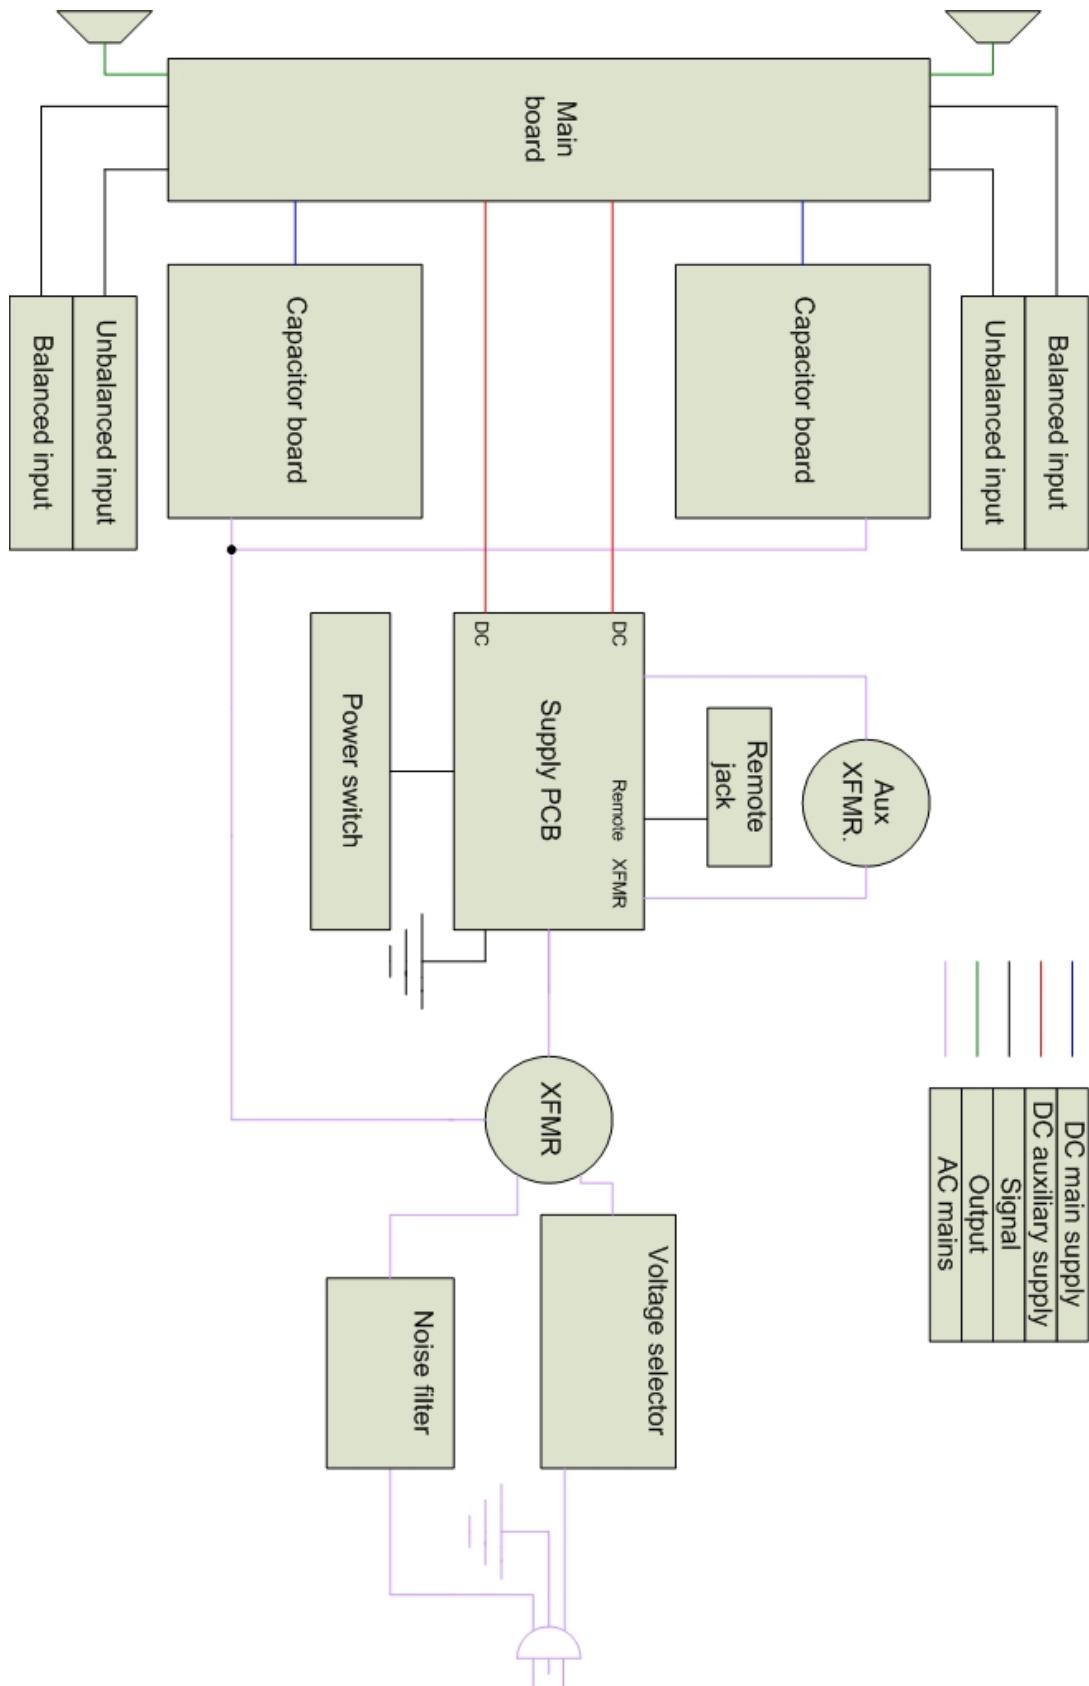 Main
board
Capacitor board
Capacitor board
Unbalanced input
Balanced input
Balanced input
Unbalanced input
DC
DC
Supply PCB
Remote
XFMR
Power switch
Remote
jack
Aux
XFMR.
XFMR
Voltage selector
Noise filter
DC main supply
DC auxiliary supply
Signal
Output
AC mains